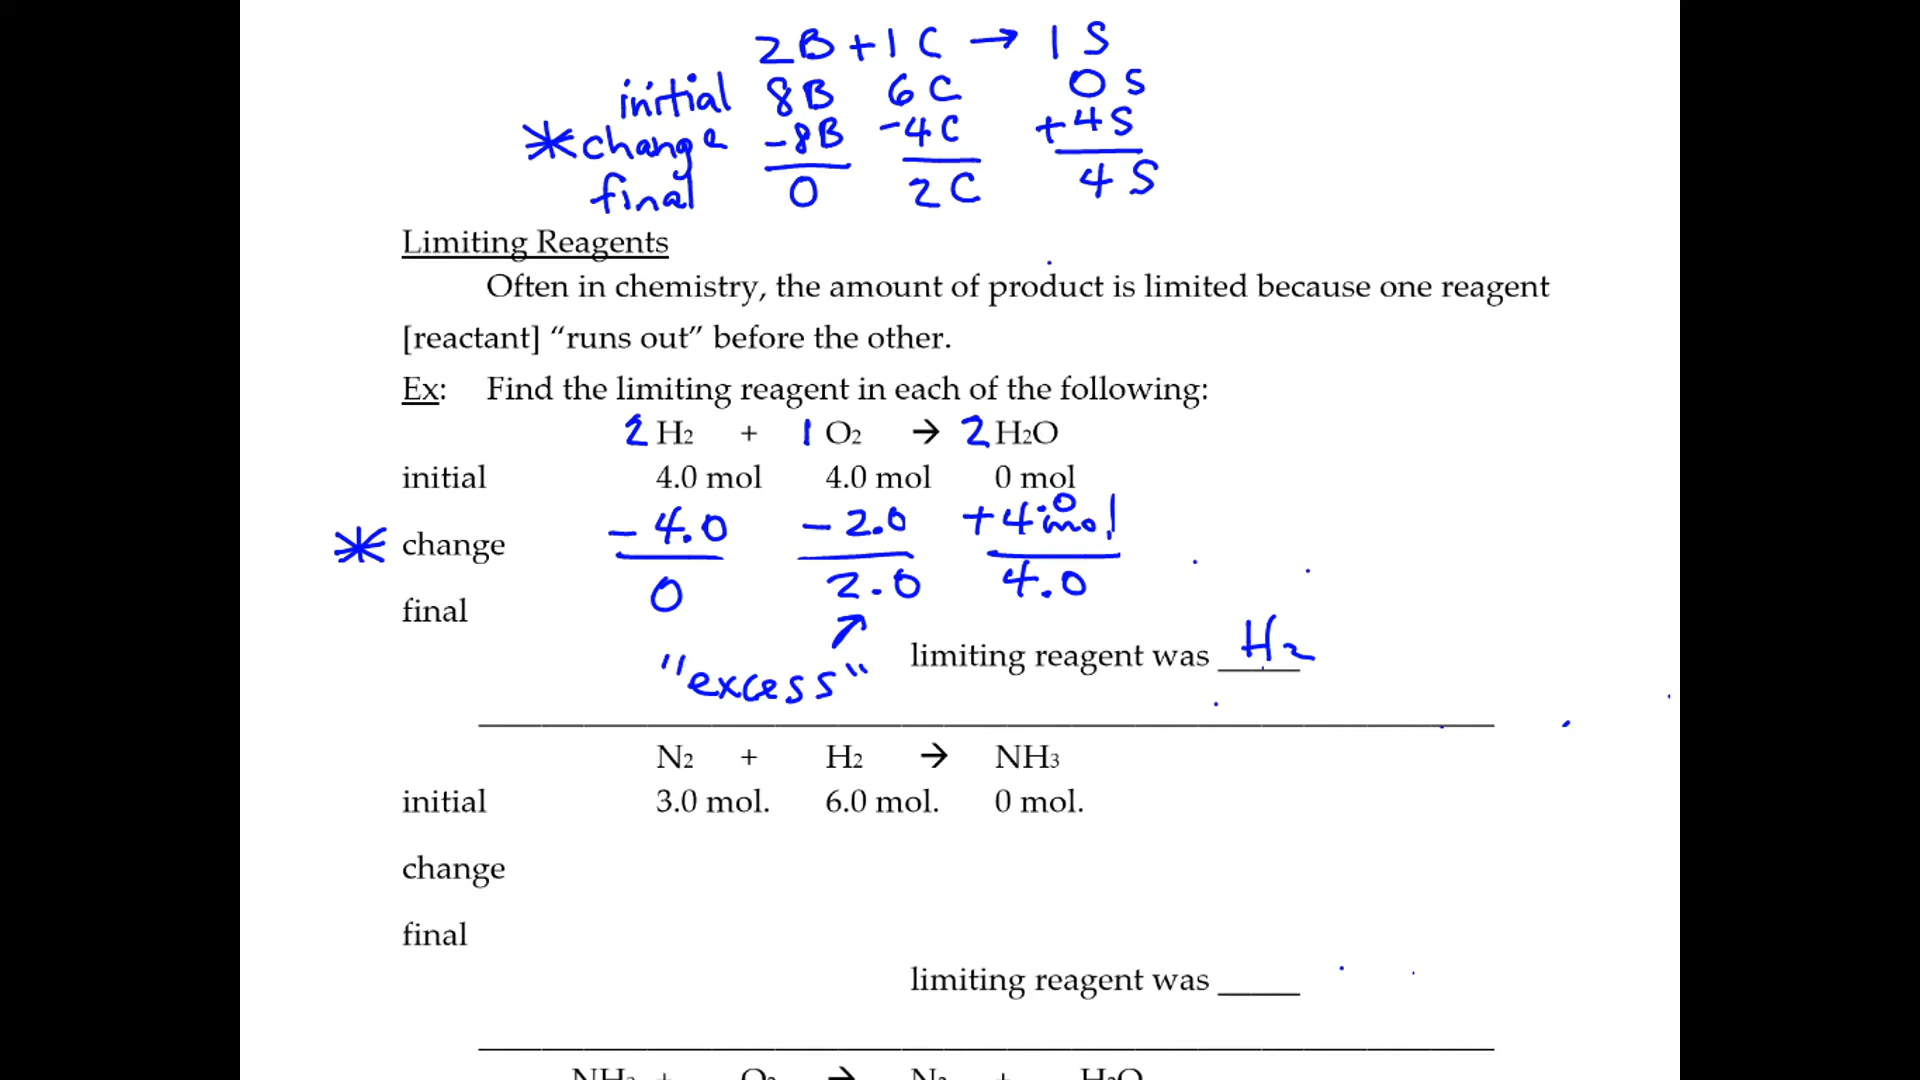 2B + 1C → 1S
initial 8B 6C 0S
* change -8B -4C +4S
final 0 2C 4S
Limiting Reagents
Often in chemistry, the amount of product is limited because one reagent
[reactant] “runs out” before the other.
Ex: Find the limiting reagent in each of the following:
2 H2 + 1 O2 → 2 H2O
initial 4.0 mol 4.0 mol 0 mol
* change - 4.0 - 2.0 +4.0 mol
final 0 2.0 4.0
limiting reagent was H2
"excess"
N2 + H2 → NH3
initial 3.0 mol. 6.0 mol. 0 mol.
change
final
limiting reagent was _____
NH3 + O2 → N2 + H2O